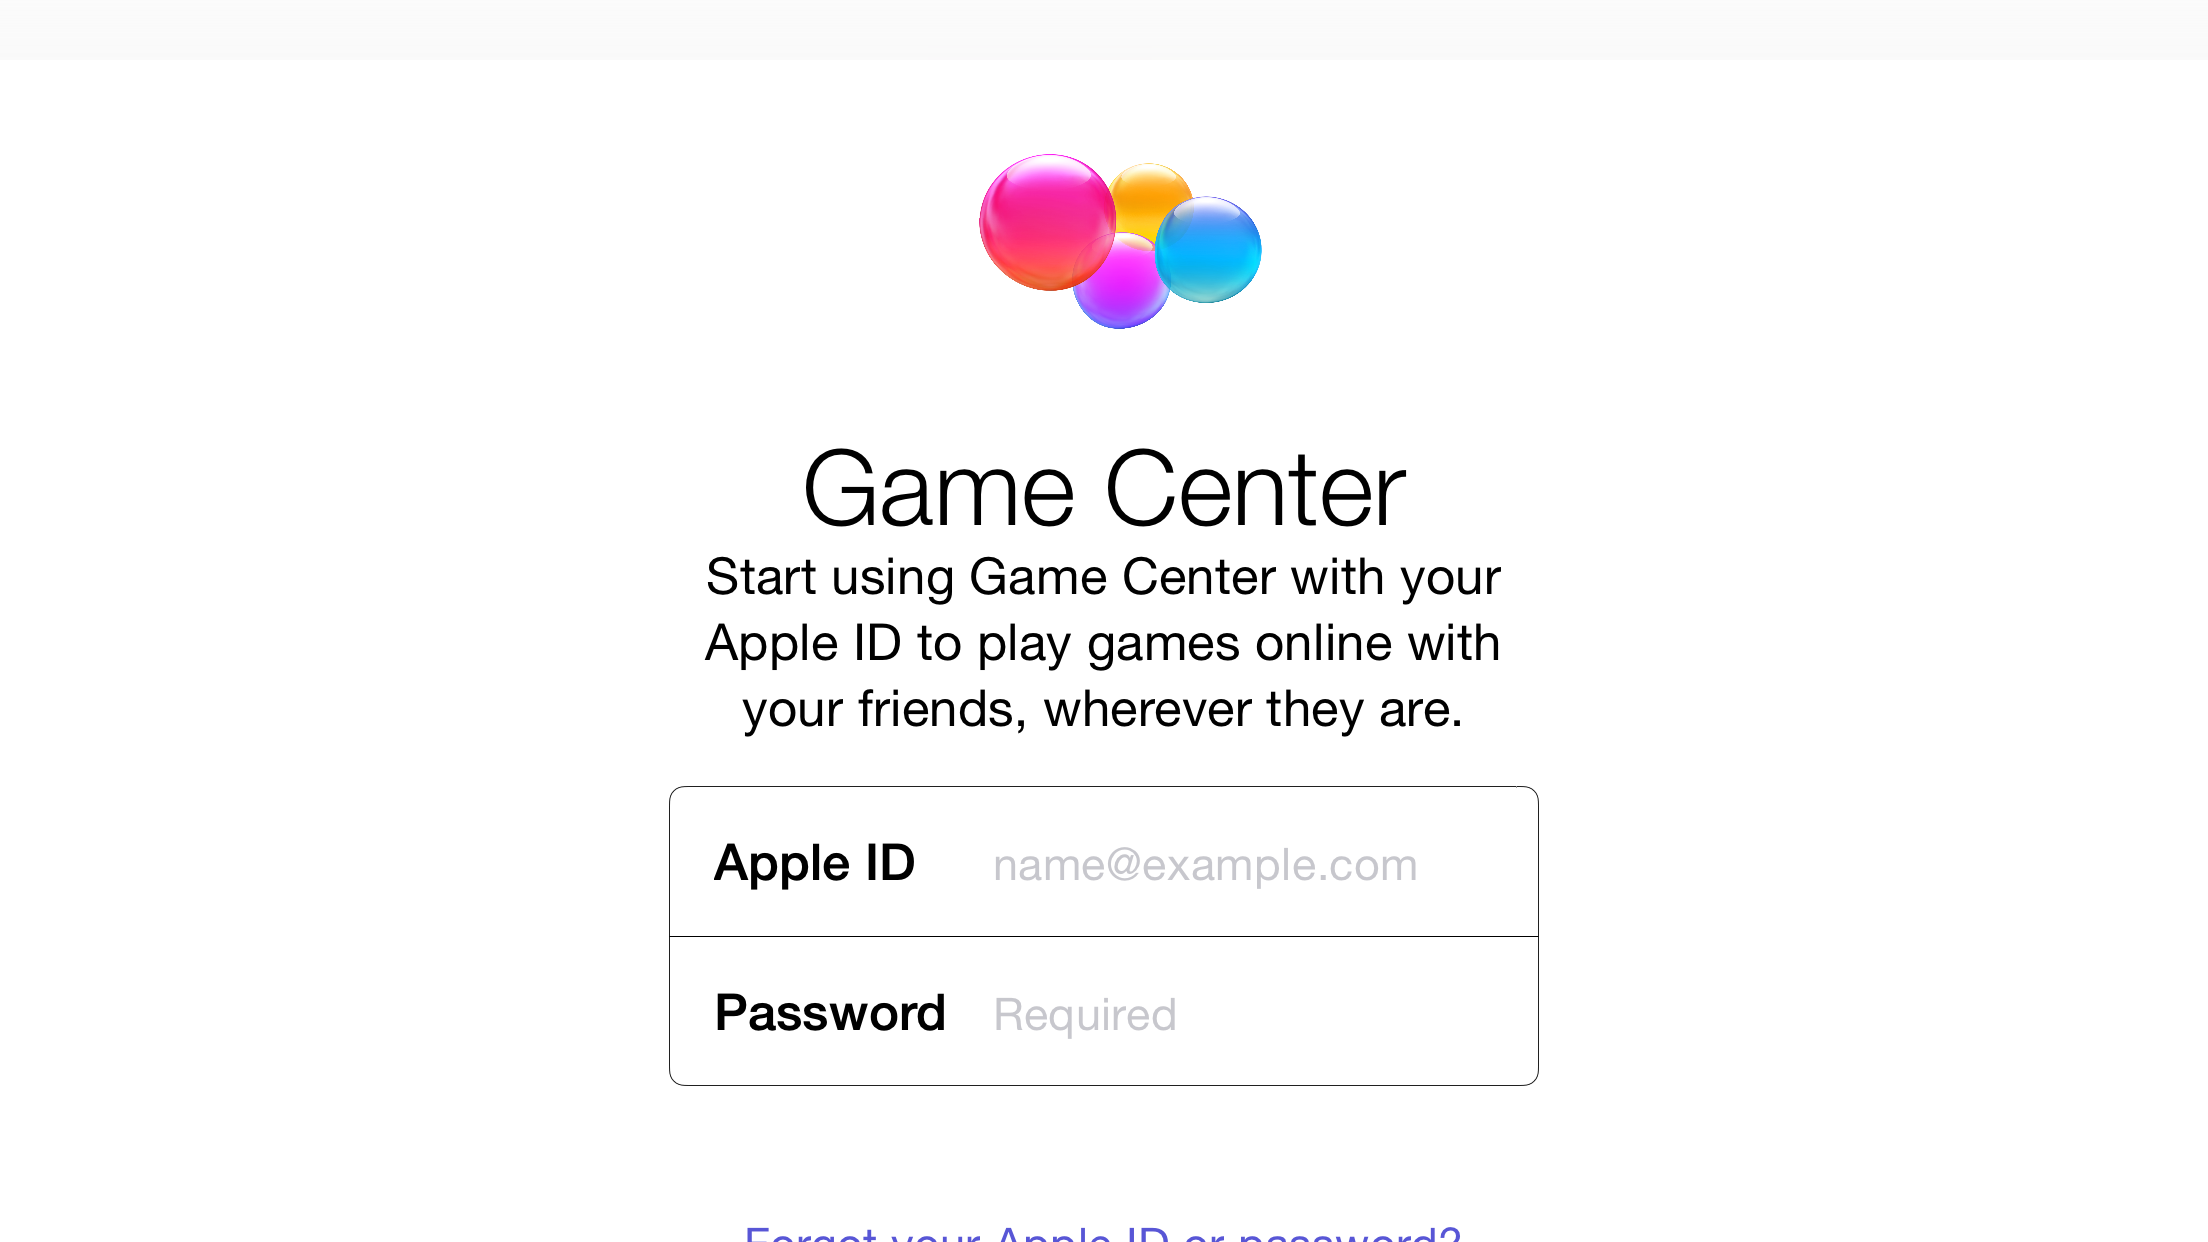 Game Center
Start using Game Center with your
Apple ID to play games online with
your friends, wherever they are.
Apple ID name@example.com
Password Required
Forgot your Apple ID or password?